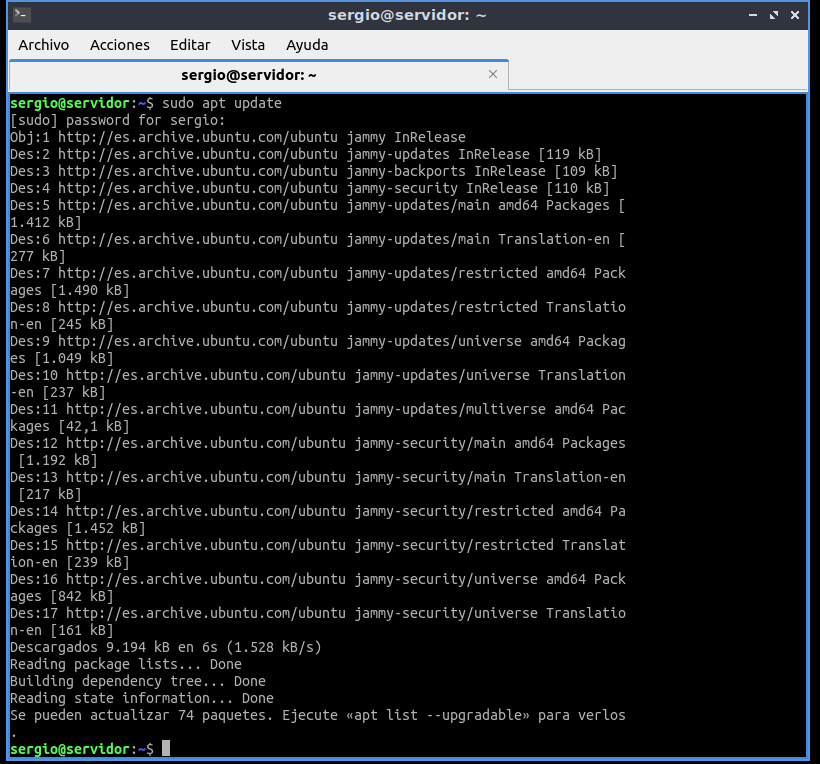 sergio@servidor: ~
Archivo Acciones Editar Vista Ayuda
sergio@servidor: ~
sergio@servidor:~$ sudo apt update
[sudo] password for sergio:
Obj:1 http://es.archive.ubuntu.com/ubuntu jammy InRelease
Des:2 http://es.archive.ubuntu.com/ubuntu jammy-updates InRelease [119 kB]
Des:3 http://es.archive.ubuntu.com/ubuntu jammy-backports InRelease [109 kB]
Des:4 http://es.archive.ubuntu.com/ubuntu jammy-security InRelease [110 kB]
Des:5 http://es.archive.ubuntu.com/ubuntu jammy-updates/main amd64 Packages [
1.412 kB]
Des:6 http://es.archive.ubuntu.com/ubuntu jammy-updates/main Translation-en [
277 kB]
Des:7 http://es.archive.ubuntu.com/ubuntu jammy-updates/restricted amd64 Pack
ages [1.490 kB]
Des:8 http://es.archive.ubuntu.com/ubuntu jammy-updates/restricted Translatio
n-en [245 kB]
Des:9 http://es.archive.ubuntu.com/ubuntu jammy-updates/universe amd64 Packag
es [1.049 kB]
Des:10 http://es.archive.ubuntu.com/ubuntu jammy-updates/universe Translation
-en [237 kB]
Des:11 http://es.archive.ubuntu.com/ubuntu jammy-updates/multiverse amd64 Pac
kages [42,1 kB]
Des:12 http://es.archive.ubuntu.com/ubuntu jammy-security/main amd64 Packages
 [1.192 kB]
Des:13 http://es.archive.ubuntu.com/ubuntu jammy-security/main Translation-en
 [217 kB]
Des:14 http://es.archive.ubuntu.com/ubuntu jammy-security/restricted amd64 Pa
ckages [1.452 kB]
Des:15 http://es.archive.ubuntu.com/ubuntu jammy-security/restricted Translat
ion-en [239 kB]
Des:16 http://es.archive.ubuntu.com/ubuntu jammy-security/universe amd64 Pack
ages [842 kB]
Des:17 http://es.archive.ubuntu.com/ubuntu jammy-security/universe Translatio
n-en [161 kB]
Descargados 9.194 kB en 6s (1.528 kB/s)
Reading package lists... Done
Building dependency tree... Done
Reading state information... Done
Se pueden actualizar 74 paquetes. Ejecute «apt list --upgradable» para verlos
.
sergio@servidor:~$